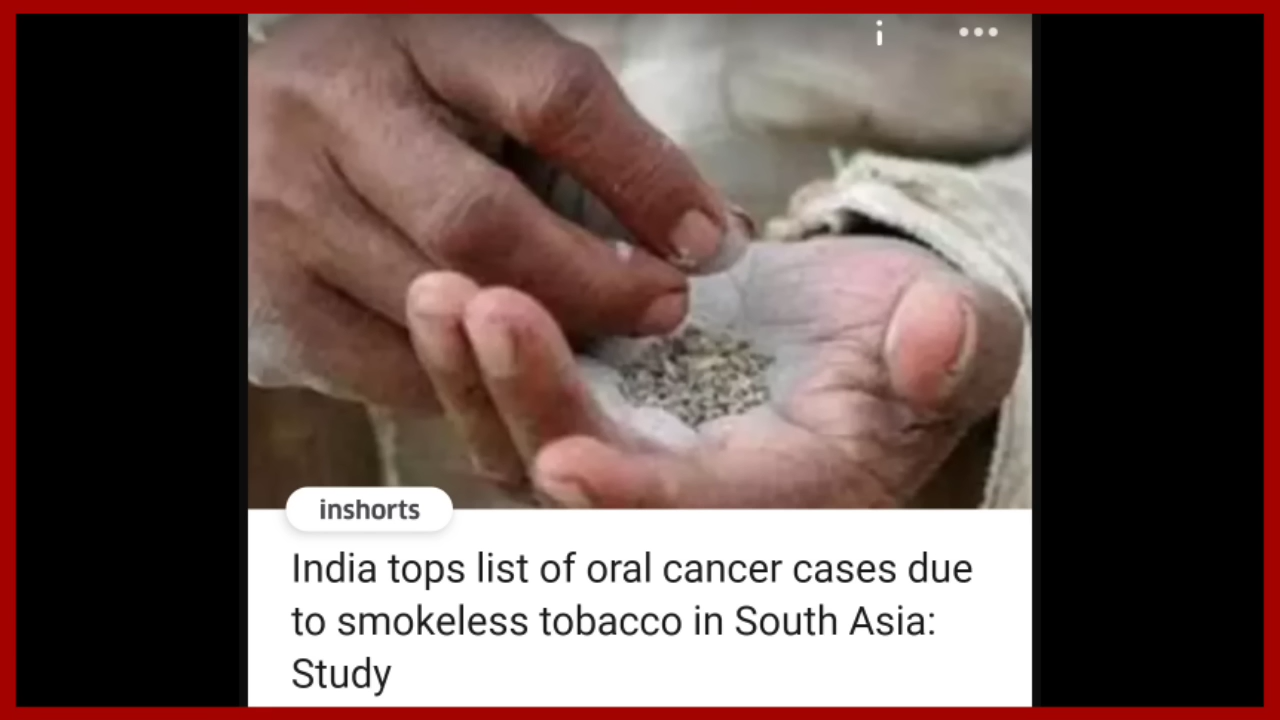 inshorts
India tops list of oral cancer cases due
to smokeless tobacco in South Asia:
Study